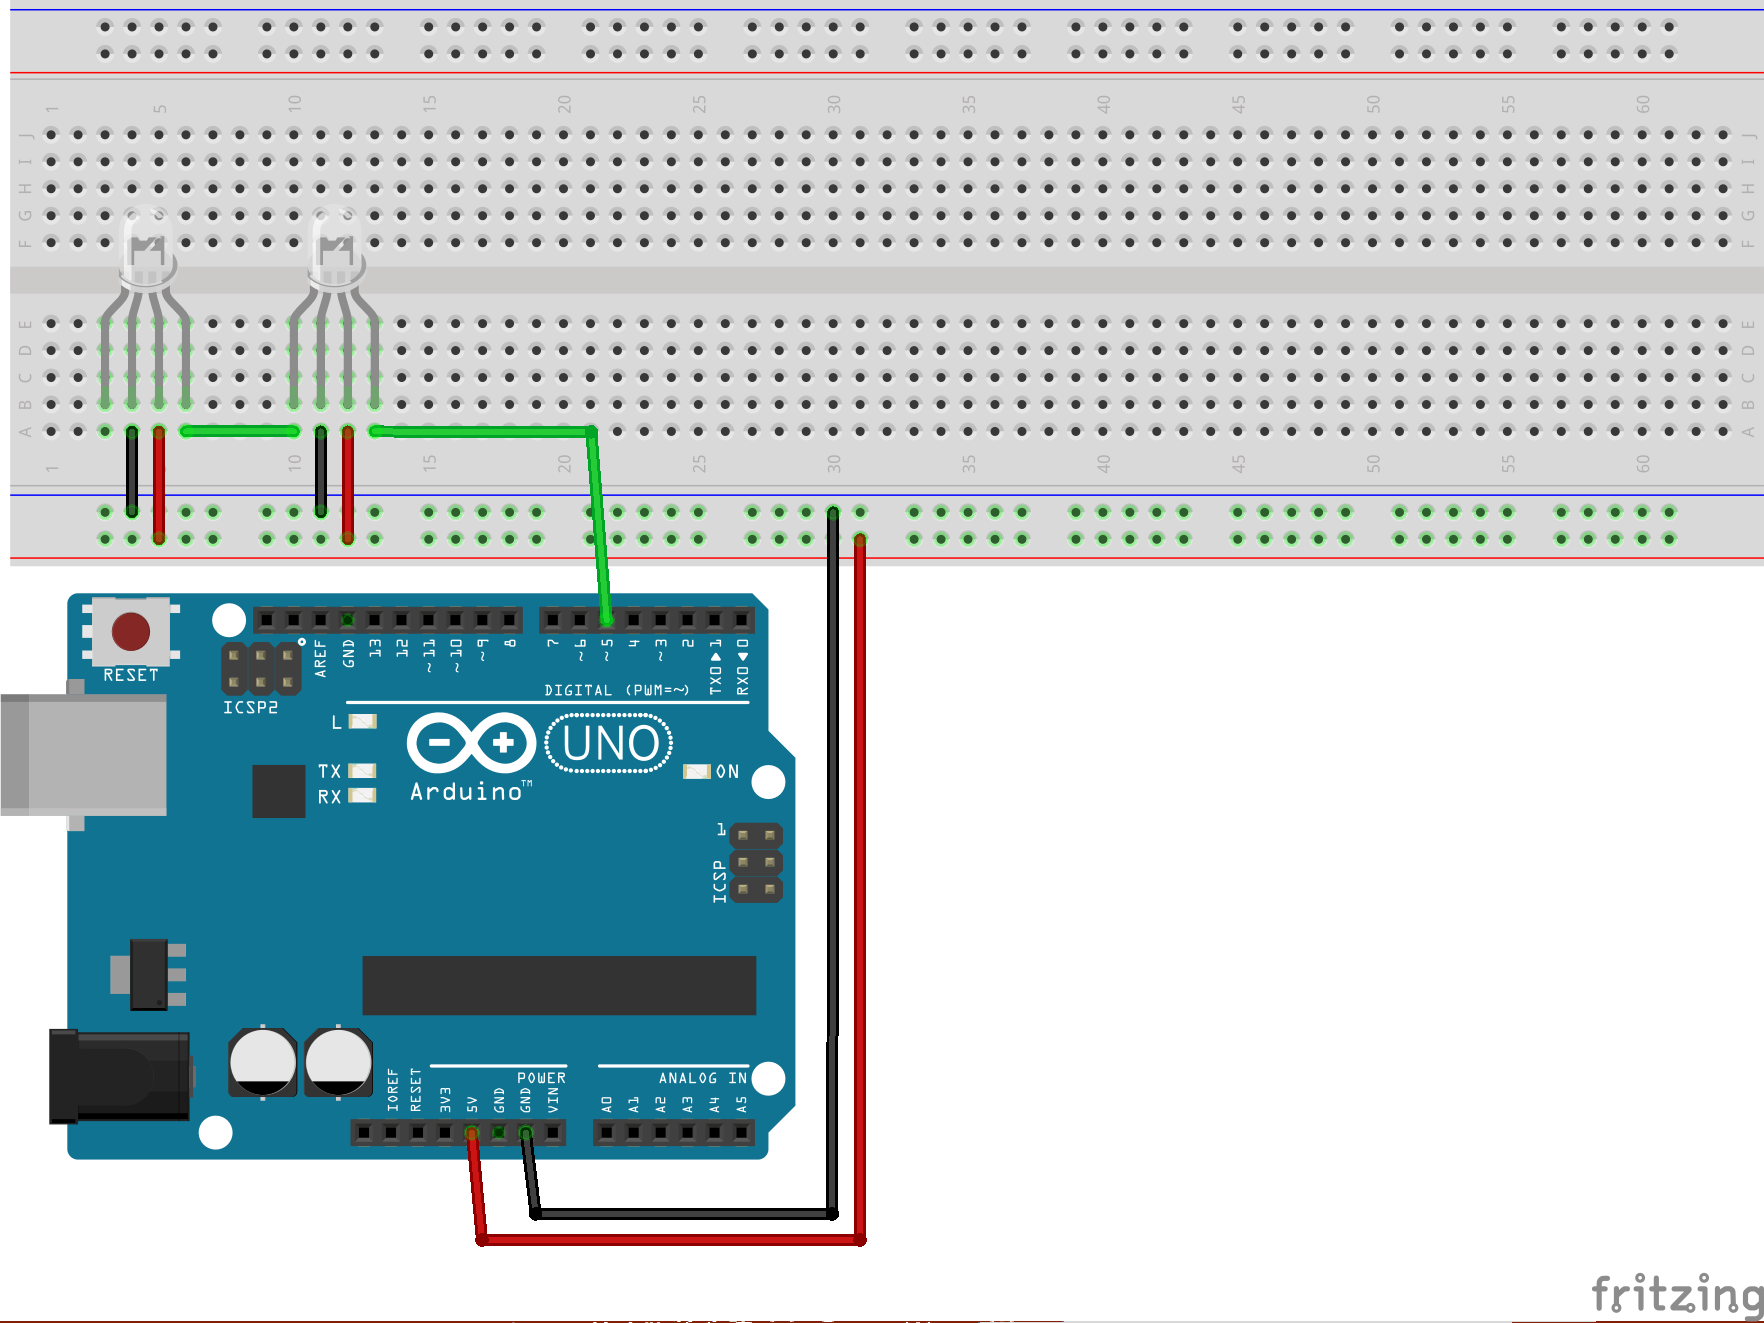 1 5 10 15 20 25 30 35 40 45 50 55 60
J J
I I
H H
G G
F F
E E
D D
C C
B B
A A
1 10 15 20 25 30 35 40 45 50 55 60
RESET
ICSP2
AREF GND 13 12 ~11 ~10 ~9 8 7 ~6 ~5 4 ~3 2 TX0▶1 RX0◀0
DIGITAL (PWM=~)
L
UNO
TX
ON
RX
Arduino™
1
ICSP
POWER
ANALOG IN
IOREF RESET 3V3 5V GND GND VIN A0 A1 A2 A3 A4 A5
fritzing